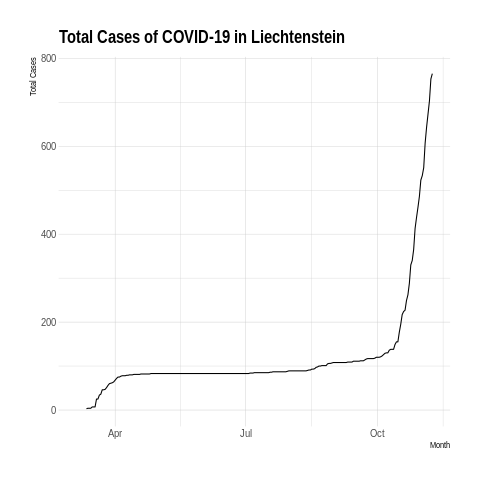 Total Cases of COVID-19 in Liechtenstein
Total Cases
800
600
400
200
0
Apr
Jul
Oct
Month